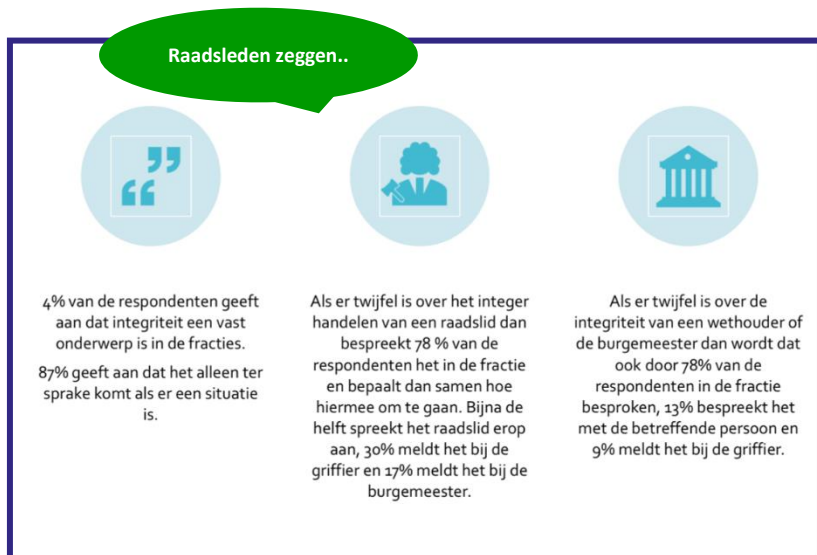 Raadsleden zeggen..
4% van de respondenten geeft
aan dat integriteit een vast
onderwerp is in de fracties.
87% geeft aan dat het alleen ter
sprake komt als er een situatie
is.
Als er twijfel is over het integer
handelen van een raadslid dan
bespreekt 78 % van de
respondenten het in de fractie
en bepaalt dan samen hoe
hiermee om te gaan. Bijna de
helft spreekt het raadslid erop
aan, 30% meldt het bij de
griffier en 17% meldt het bij de
burgemeester.
Als er twijfel is over de
integriteit van een wethouder of
de burgemeester dan wordt dat
ook door 78% van de
respondenten in de fractie
besproken, 13% bespreekt het
met de betreffende persoon en
9% meldt het bij de griffier.